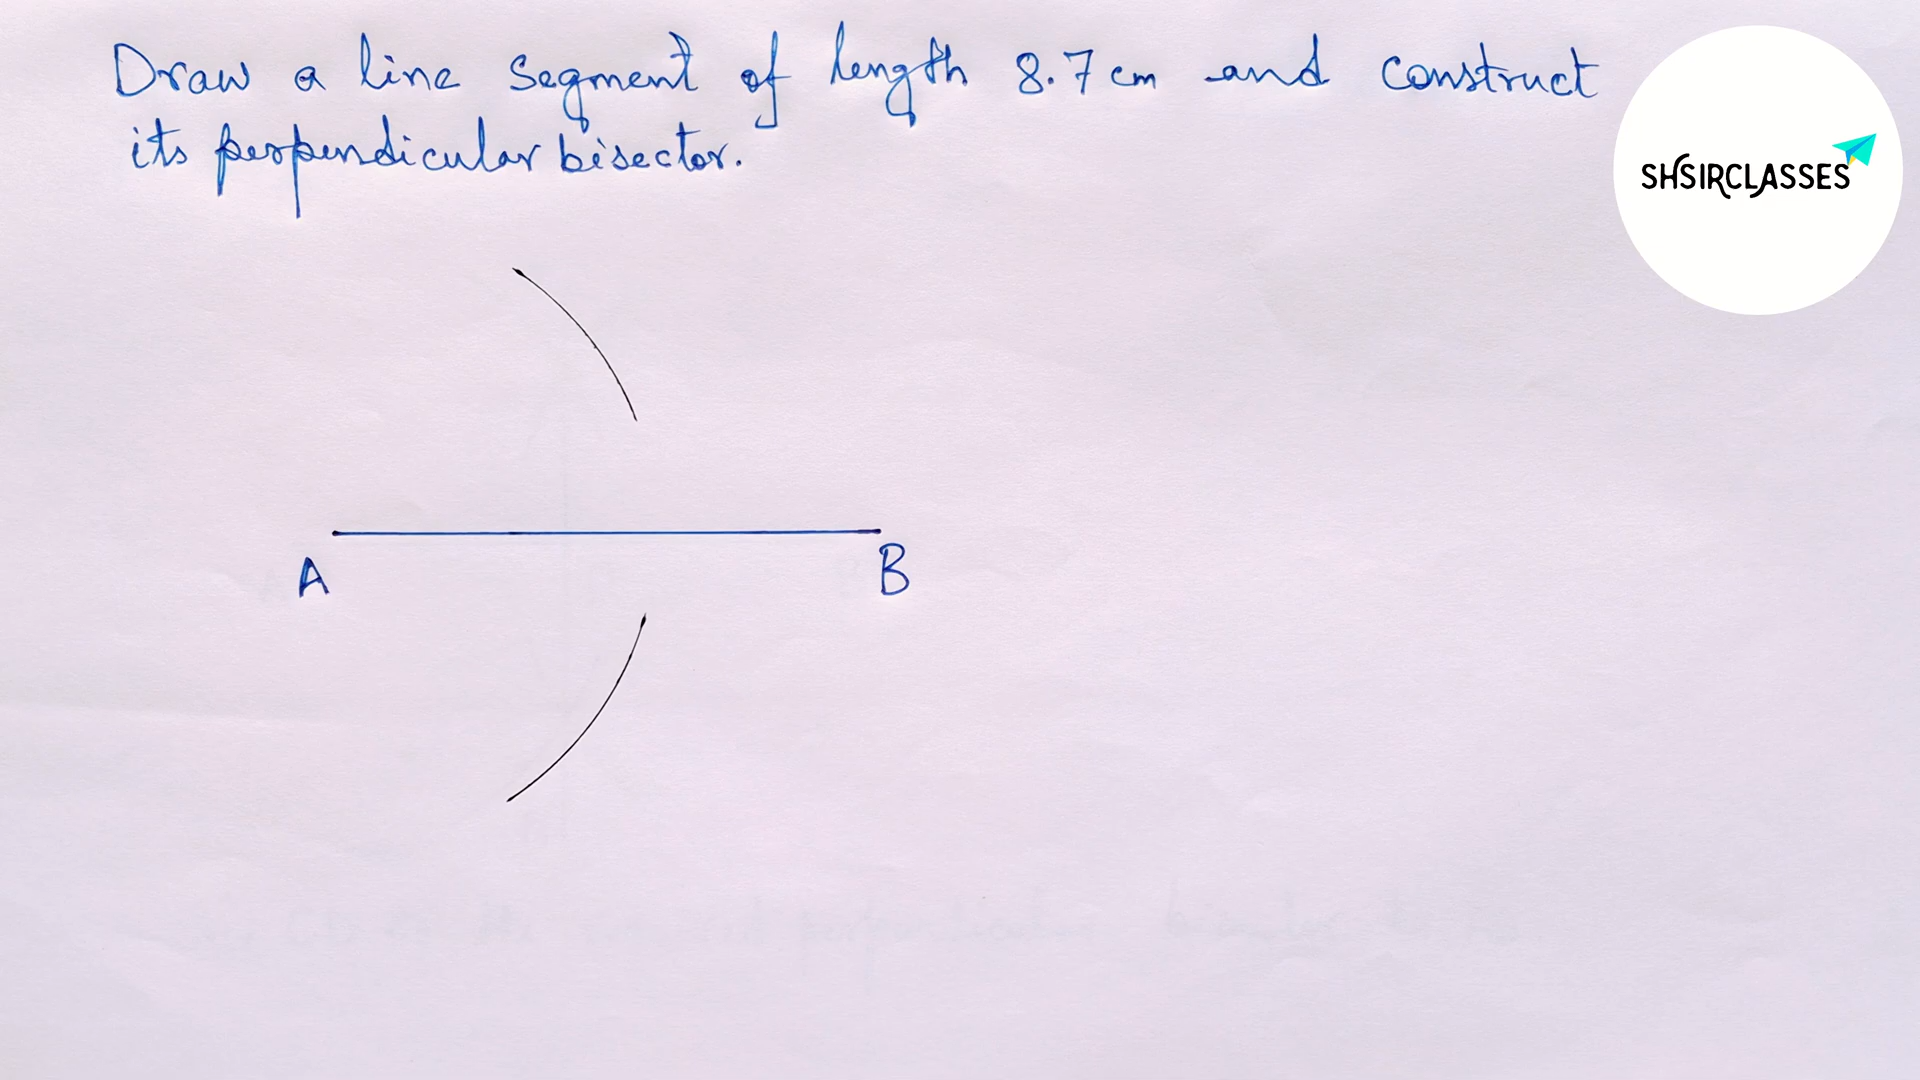 Draw a line segment of length 8.7 cm and construct
its perpendicular bisector.
SHSIRCLASSES
A
B